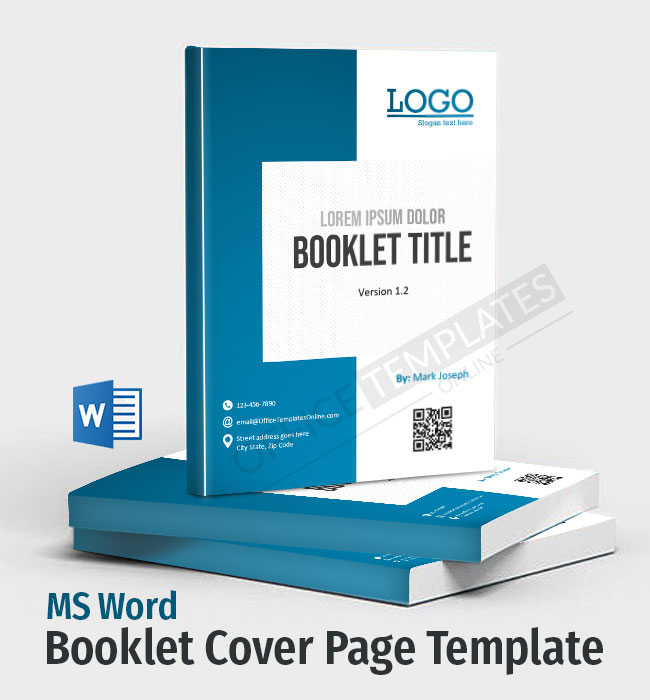 LOGO
Slogan text here
LOREM IPSUM DOLOR
BOOKLET TITLE
Version 1.2
By: Mark Joseph
123-456-7890
email@OfficeTemplatesOnline.com
Street address goes here
City State, Zip Code
OFFICE TEMPLATES
ONLINE
W
BOOKLET TITLE
MS Word
Booklet Cover Page Template